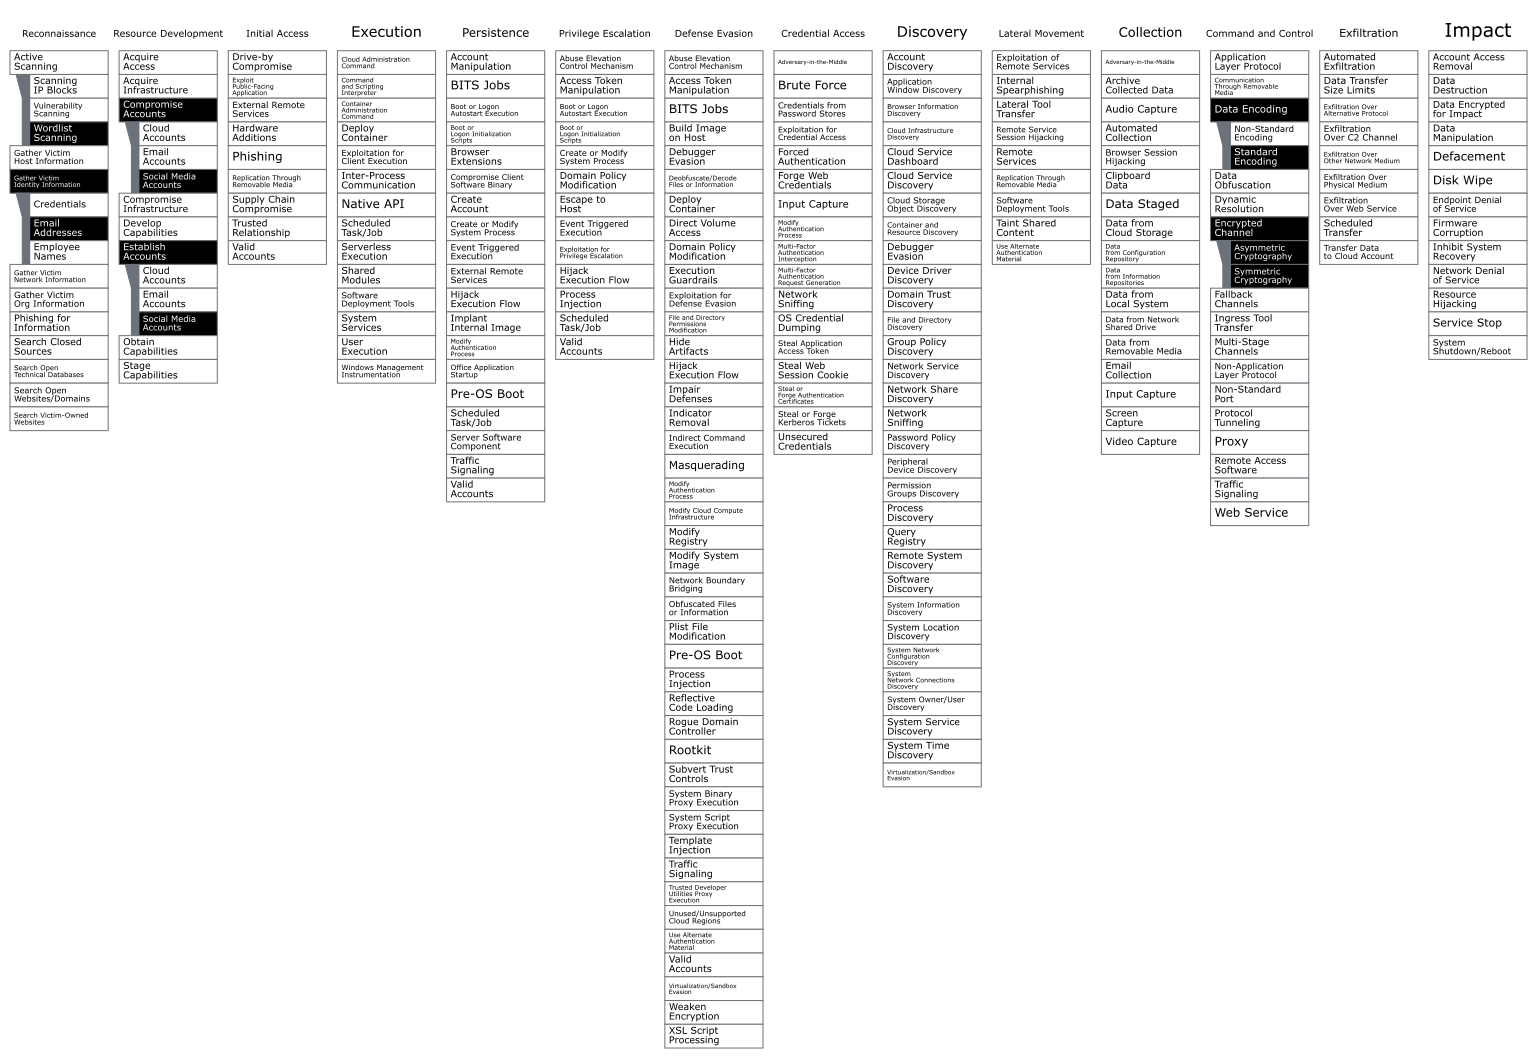 Reconnaissance
Active
Scanning
Scanning
IP Blocks
Vulnerability
Scanning
Wordlist
Scanning
Gather Victim
Host Information
Gather Victim
Identity Information
Credentials
Email
Addresses
Employee
Names
Gather Victim
Network Information
Gather Victim
Org Information
Phishing for
Information
Search Closed
Sources
Search Open
Technical Databases
Search Open
Websites/Domains
Search Victim-Owned
Websites
Resource Development
Acquire
Access
Acquire
Infrastructure
Compromise
Accounts
Cloud
Accounts
Email
Accounts
Social Media
Accounts
Compromise
Infrastructure
Develop
Capabilities
Establish
Accounts
Cloud
Accounts
Email
Accounts
Social Media
Accounts
Obtain
Capabilities
Stage
Capabilities
Initial Access
Drive-by
Compromise
Exploit
Public-Facing
Application
External Remote
Services
Hardware
Additions
Phishing
Replication Through
Removable Media
Supply Chain
Compromise
Trusted
Relationship
Valid
Accounts
Execution
Cloud Administration
Command
Command
and Scripting
Interpreter
Container
Administration
Command
Deploy
Container
Exploitation for
Client Execution
Inter-Process
Communication
Native API
Scheduled
Task/Job
Serverless
Execution
Shared
Modules
Software
Deployment Tools
System
Services
User
Execution
Windows Management
Instrumentation
Persistence
Account
Manipulation
BITS Jobs
Boot or Logon
Autostart Execution
Boot or
Logon Initialization
Scripts
Browser
Extensions
Compromise Client
Software Binary
Create
Account
Create or Modify
System Process
Event Triggered
Execution
External Remote
Services
Hijack
Execution Flow
Implant
Internal Image
Modify
Authentication
Process
Office Application
Startup
Pre-OS Boot
Scheduled
Task/Job
Server Software
Component
Traffic
Signaling
Valid
Accounts
Privilege Escalation
Abuse Elevation
Control Mechanism
Access Token
Manipulation
Boot or Logon
Autostart Execution
Boot or
Logon Initialization
Scripts
Create or Modify
System Process
Domain Policy
Modification
Escape to
Host
Event Triggered
Execution
Exploitation for
Privilege Escalation
Hijack
Execution Flow
Process
Injection
Scheduled
Task/Job
Valid
Accounts
Defense Evasion
Abuse Elevation
Control Mechanism
Access Token
Manipulation
BITS Jobs
Build Image
on Host
Debugger
Evasion
Deobfuscate/Decode
Files or Information
Deploy
Container
Direct Volume
Access
Domain Policy
Modification
Execution
Guardrails
Exploitation for
Defense Evasion
File and Directory
Permissions
Modification
Hide
Artifacts
Hijack
Execution Flow
Impair
Defenses
Indicator
Removal
Indirect Command
Execution
Masquerading
Modify
Authentication
Process
Modify Cloud Compute
Infrastructure
Modify
Registry
Modify System
Image
Network Boundary
Bridging
Obfuscated Files
or Information
Plist File
Modification
Pre-OS Boot
Process
Injection
Reflective
Code Loading
Rogue Domain
Controller
Rootkit
Subvert Trust
Controls
System Binary
Proxy Execution
System Script
Proxy Execution
Template
Injection
Traffic
Signaling
Trusted Developer
Utilities Proxy
Execution
Unused/Unsupported
Cloud Regions
Use Alternate
Authentication
Material
Valid
Accounts
Virtualization/Sandbox
Evasion
Weaken
Encryption
XSL Script
Processing
Credential Access
Adversary-in-the-Middle
Brute Force
Credentials from
Password Stores
Exploitation for
Credential Access
Forced
Authentication
Forge Web
Credentials
Input Capture
Modify
Authentication
Process
Multi-Factor
Authentication
Interception
Multi-Factor
Authentication
Request Generation
Network
Sniffing
OS Credential
Dumping
Steal Application
Access Token
Steal Web
Session Cookie
Steal or
Forge Authentication
Certificates
Steal or Forge
Kerberos Tickets
Unsecured
Credentials
Discovery
Account
Discovery
Application
Window Discovery
Browser Information
Discovery
Cloud Infrastructure
Discovery
Cloud Service
Dashboard
Cloud Service
Discovery
Cloud Storage
Object Discovery
Container and
Resource Discovery
Debugger
Evasion
Device Driver
Discovery
Domain Trust
Discovery
File and Directory
Discovery
Group Policy
Discovery
Network Service
Discovery
Network Share
Discovery
Network
Sniffing
Password Policy
Discovery
Peripheral
Device Discovery
Permission
Groups Discovery
Process
Discovery
Query
Registry
Remote System
Discovery
Software
Discovery
System Information
Discovery
System Location
Discovery
System Network
Configuration
Discovery
System
Network Connections
Discovery
System Owner/User
Discovery
System Service
Discovery
System Time
Discovery
Virtualization/Sandbox
Evasion
Lateral Movement
Exploitation of
Remote Services
Internal
Spearphishing
Lateral Tool
Transfer
Remote Service
Session Hijacking
Remote
Services
Replication Through
Removable Media
Software
Deployment Tools
Taint Shared
Content
Use Alternate
Authentication
Material
Collection
Adversary-in-the-Middle
Archive
Collected Data
Audio Capture
Automated
Collection
Browser Session
Hijacking
Clipboard
Data
Data Staged
Data from
Cloud Storage
Data
from Configuration
Repository
Data
from Information
Repositories
Data from
Local System
Data from Network
Shared Drive
Data from
Removable Media
Email
Collection
Input Capture
Screen
Capture
Video Capture
Command and Control
Application
Layer Protocol
Communication
Through Removable
Media
Data Encoding
Non-Standard
Encoding
Standard
Encoding
Data
Obfuscation
Dynamic
Resolution
Encrypted
Channel
Asymmetric
Cryptography
Symmetric
Cryptography
Fallback
Channels
Ingress Tool
Transfer
Multi-Stage
Channels
Non-Application
Layer Protocol
Non-Standard
Port
Protocol
Tunneling
Proxy
Remote Access
Software
Traffic
Signaling
Web Service
Exfiltration
Automated
Exfiltration
Data Transfer
Size Limits
Exfiltration Over
Alternative Protocol
Exfiltration
Over C2 Channel
Exfiltration Over
Other Network Medium
Exfiltration Over
Physical Medium
Exfiltration
Over Web Service
Scheduled
Transfer
Transfer Data
to Cloud Account
Impact
Account Access
Removal
Data
Destruction
Data Encrypted
for Impact
Data
Manipulation
Defacement
Disk Wipe
Endpoint Denial
of Service
Firmware
Corruption
Inhibit System
Recovery
Network Denial
of Service
Resource
Hijacking
Service Stop
System
Shutdown/Reboot